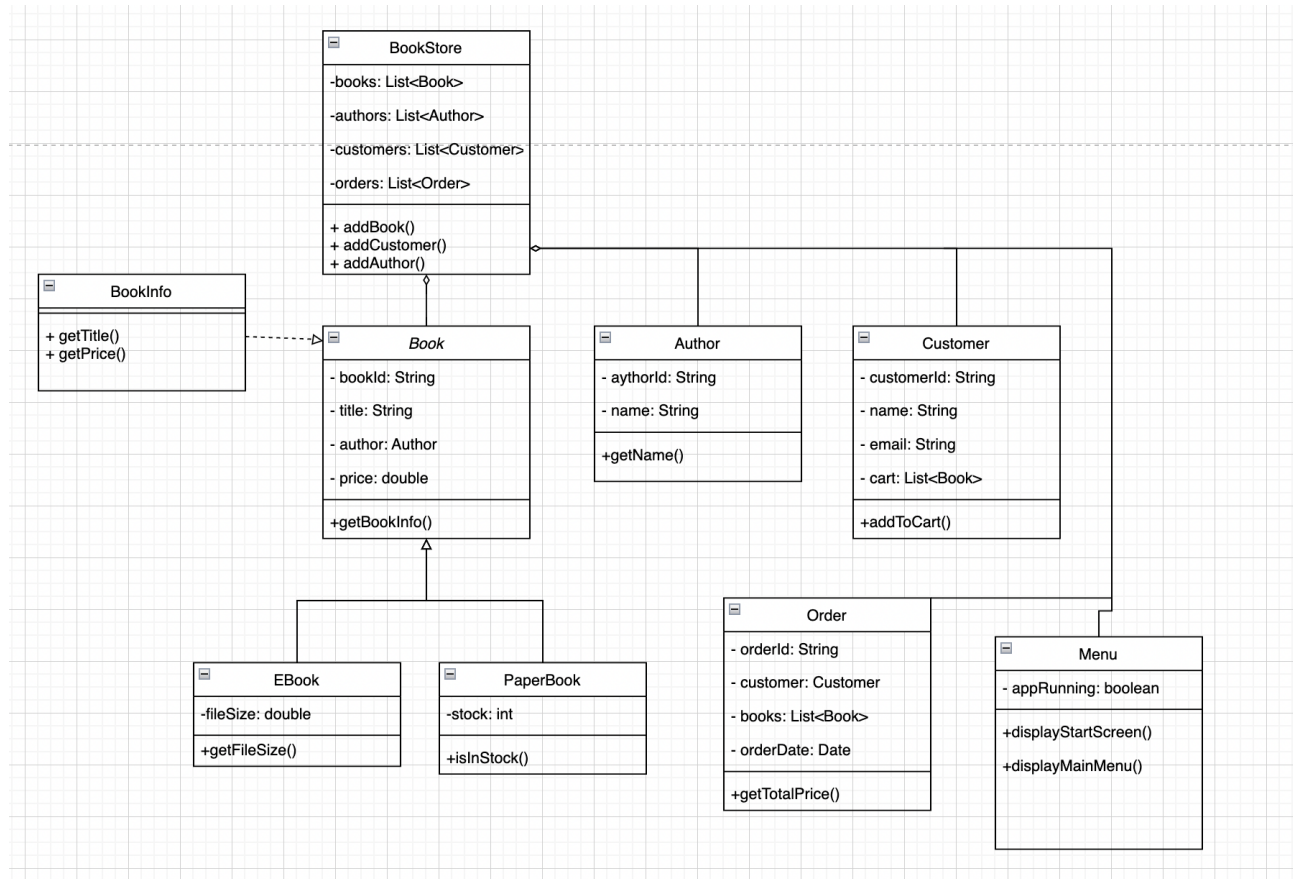 BookStore
-books: List<Book>
-authors: List<Author>
-customers: List<Customer>
-orders: List<Order>
+ addBook()
+ addCustomer()
+ addAuthor()
BookInfo
+ getTitle()
+ getPrice()
Book
- bookId: String
- title: String
- author: Author
- price: double
+getBookInfo()
Author
- aythorId: String
- name: String
+getName()
Customer
- customerId: String
- name: String
- email: String
- cart: List<Book>
+addToCart()
EBook
-fileSize: double
+getFileSize()
PaperBook
-stock: int
+isInStock()
Order
- orderId: String
- customer: Customer
- books: List<Book>
- orderDate: Date
+getTotalPrice()
Menu
- appRunning: boolean
+displayStartScreen()
+displayMainMenu()